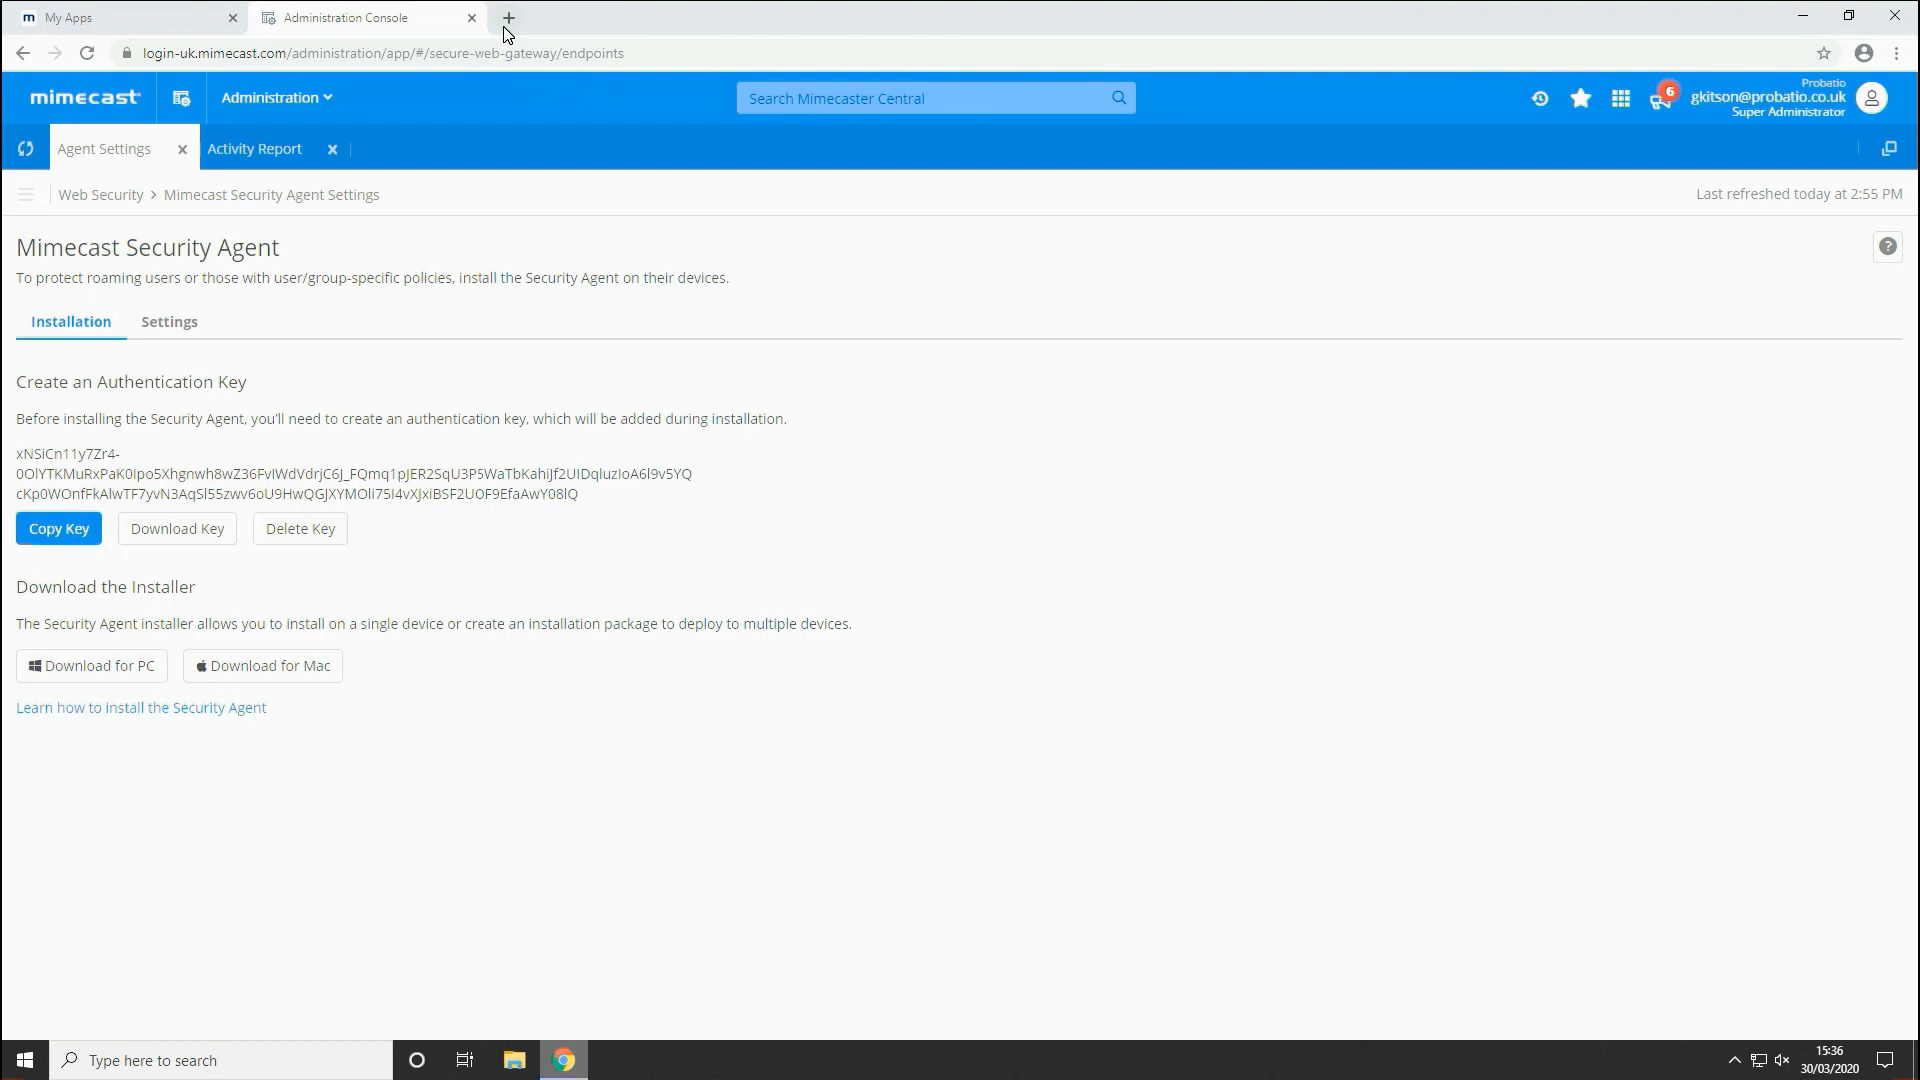 My Apps
Administration Console
login-uk.mimecast.com/administration/app/#/secure-web-gateway/endpoints
mimecast
Administration
Search Mimecaster Central
6
Probatio
gkitson@probatio.co.uk
Super Administrator
Agent Settings
Activity Report
Web Security > Mimecast Security Agent Settings
Last refreshed today at 2:55 PM
Mimecast Security Agent
To protect roaming users or those with user/group-specific policies, install the Security Agent on their devices.
Installation
Settings
Create an Authentication Key
Before installing the Security Agent, you'll need to create an authentication key, which will be added during installation.
xNSiCn11y7Zr4-
Copy Key
Download Key
Delete Key
Download the Installer
The Security Agent installer allows you to install on a single device or create an installation package to deploy to multiple devices.
Download for PC
Download for Mac
Learn how to install the Security Agent
Type here to search
15:36
30/03/2020